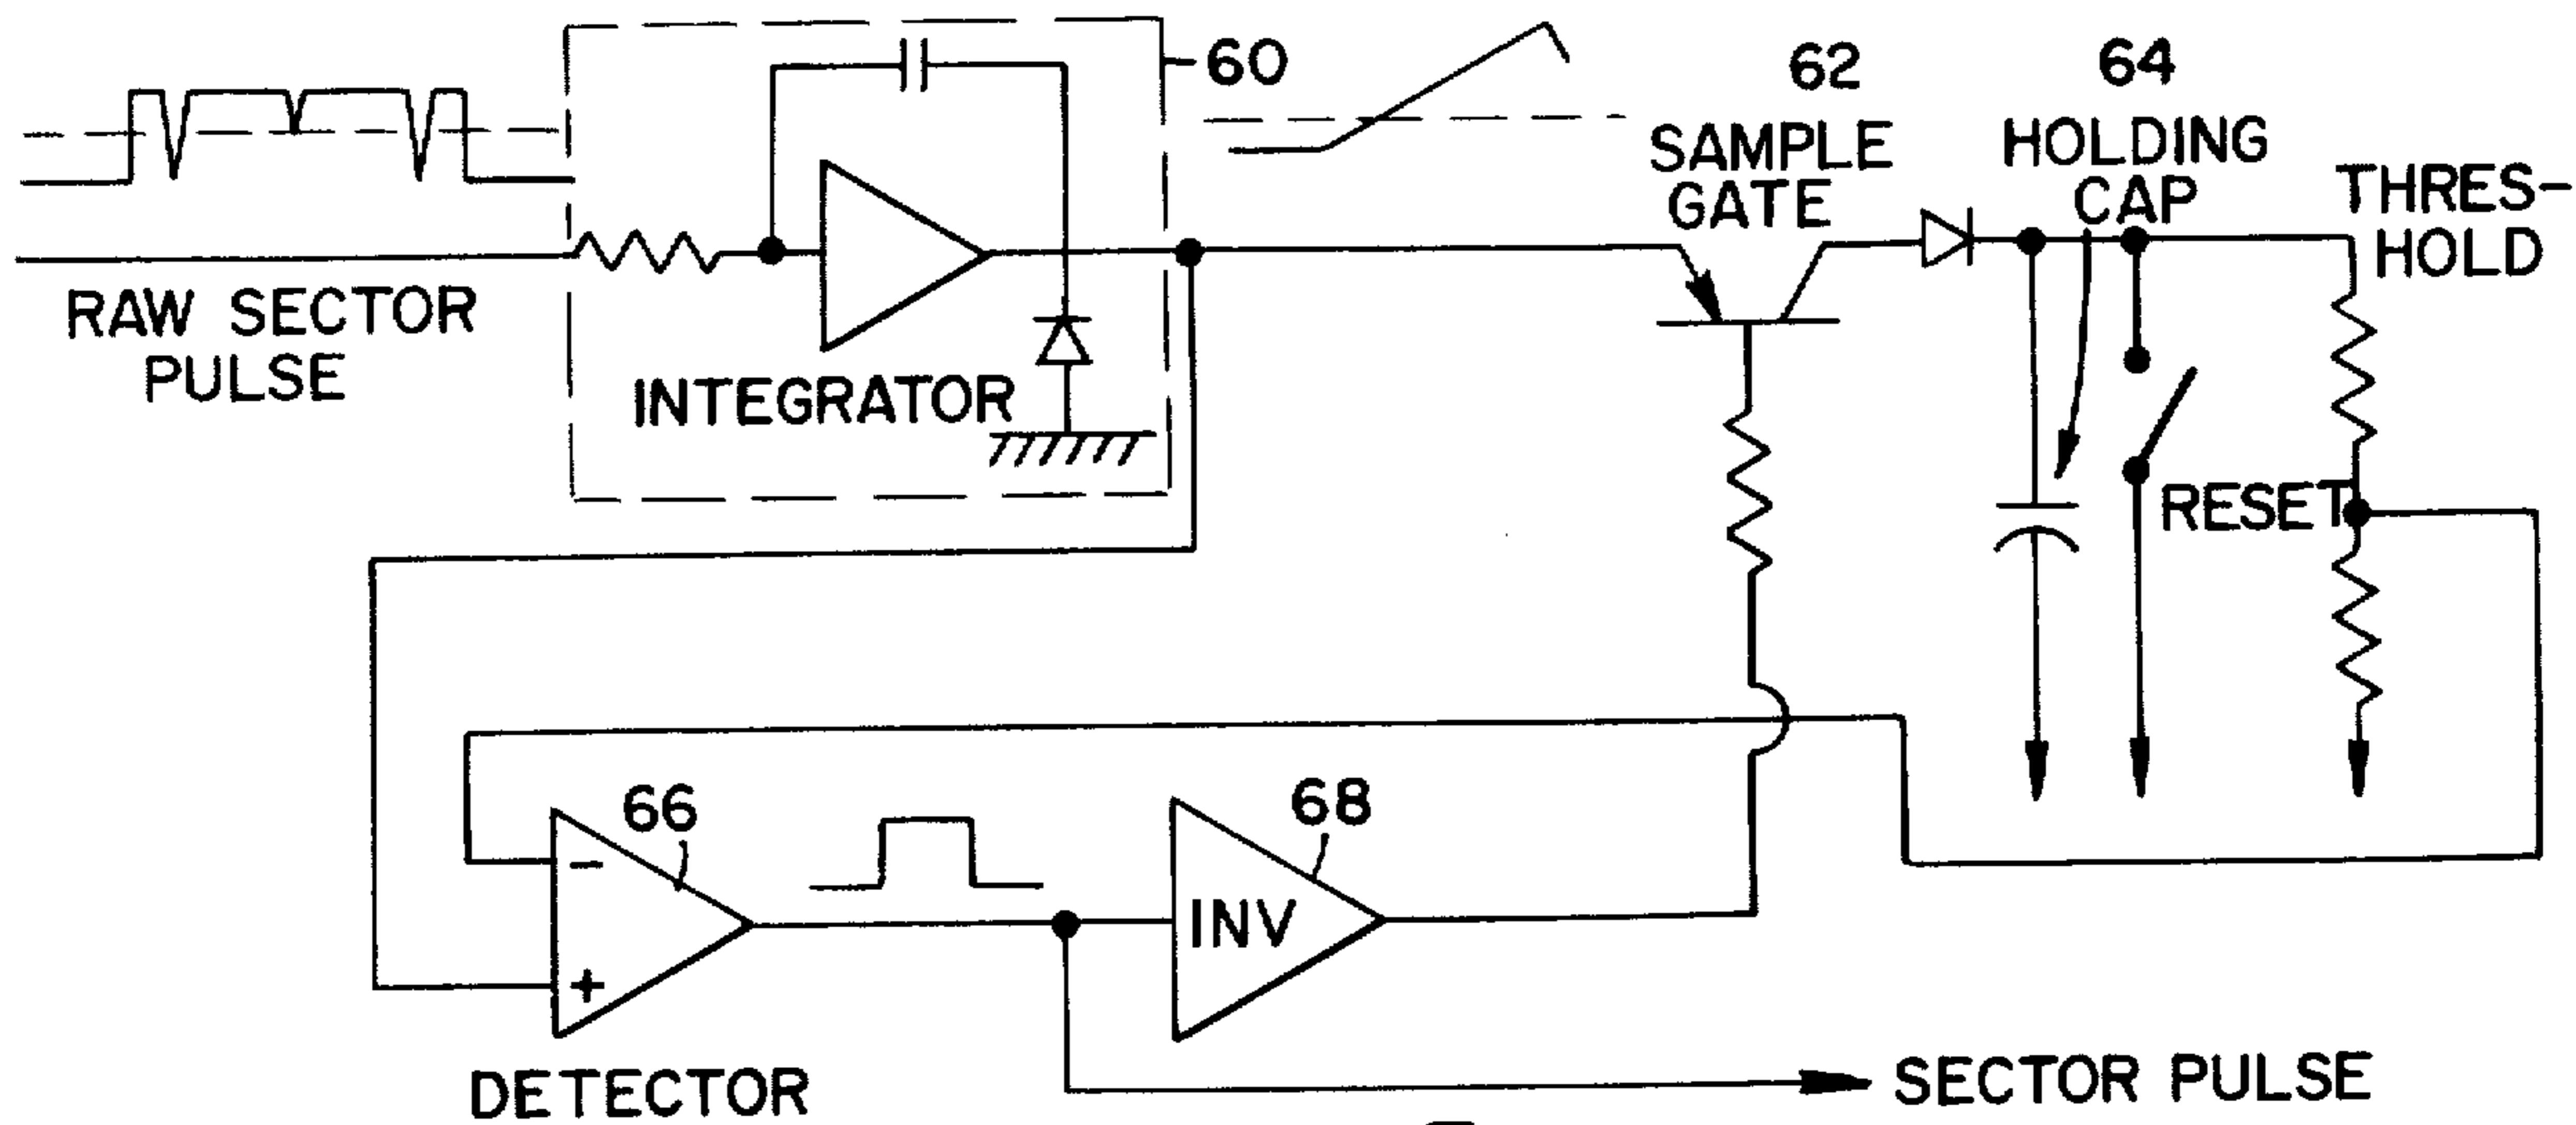 60
62
64
SAMPLE
GATE
HOLDING
CAP
THRES-
HOLD
RAW SECTOR
PULSE
INTEGRATOR
RESET
66
-
+
68
INV
DETECTOR
SECTOR PULSE